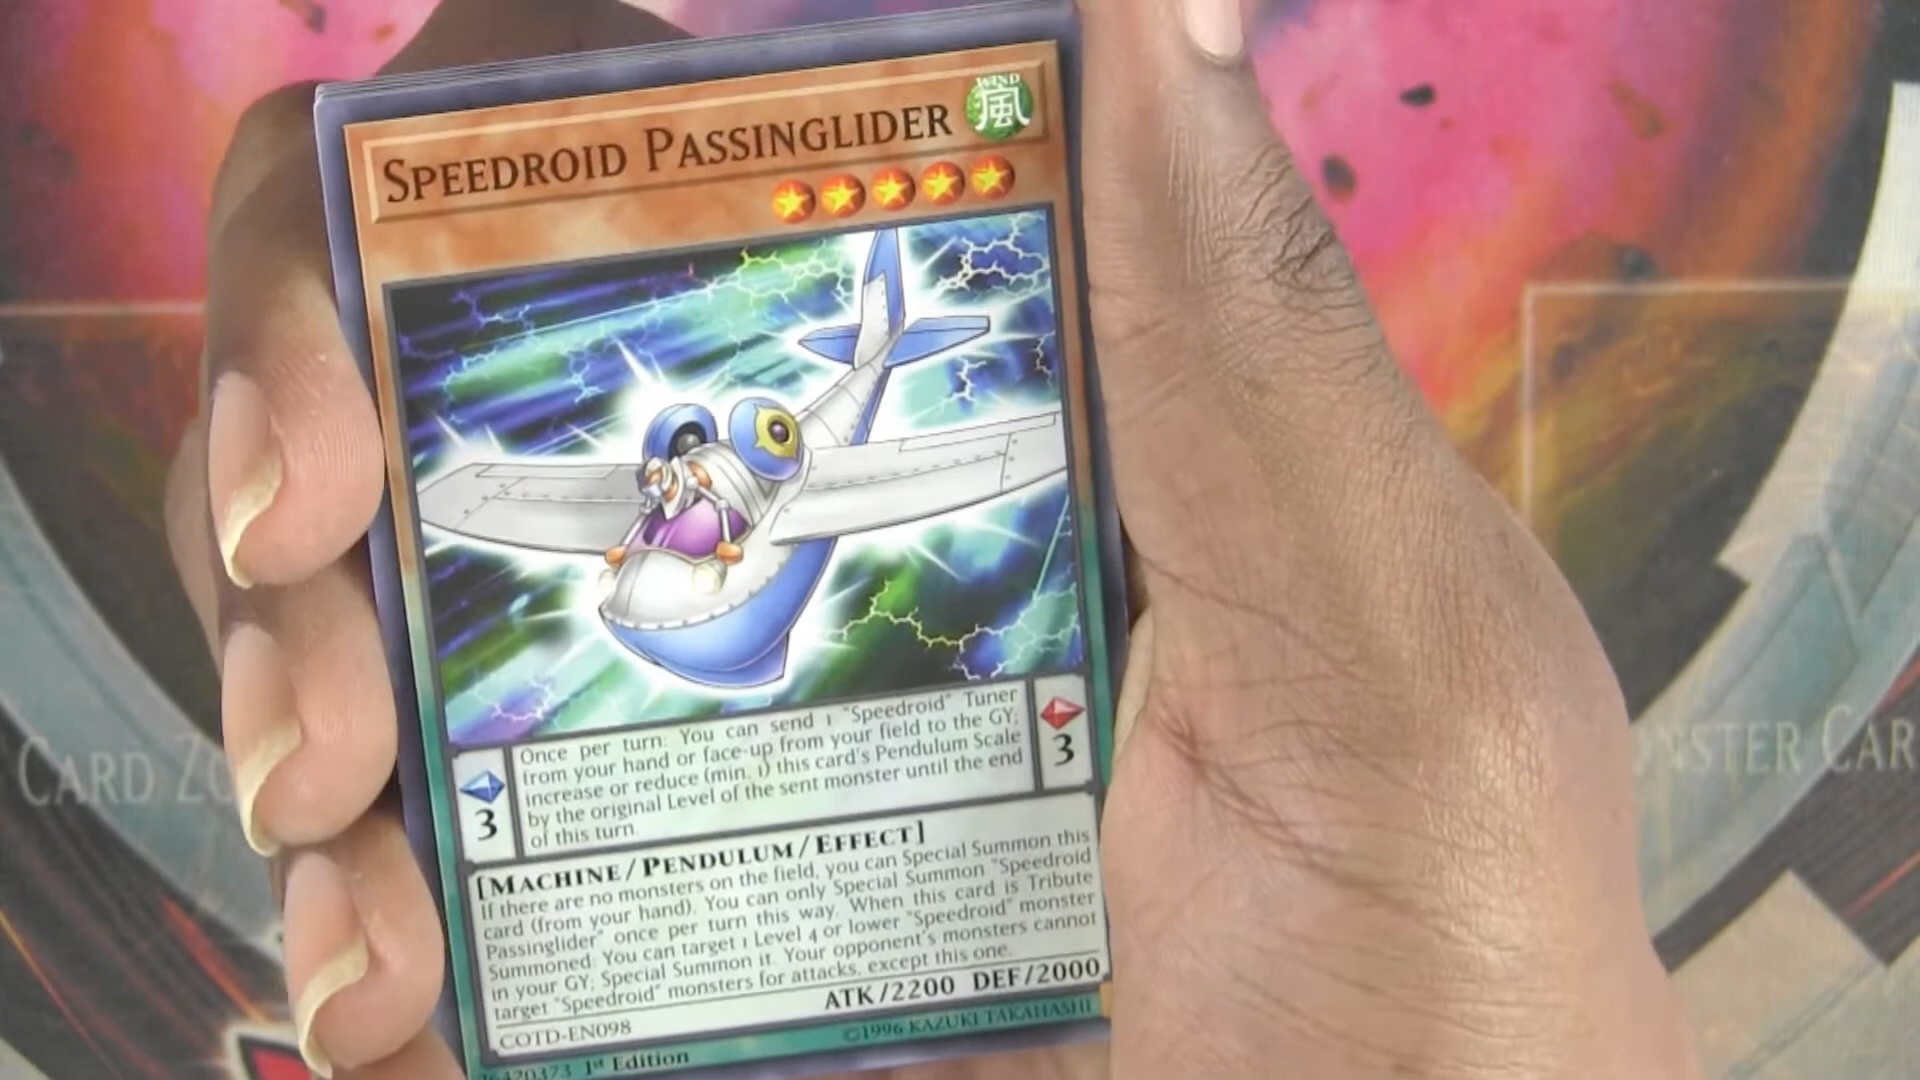 WIND
風
SPEEDROID PASSINGLIDER
Once per turn: You can send 1 "Speedroid" Tuner
from your hand or face-up from your field to the GY;
increase or reduce (min. 1) this card's Pendulum Scale
by the original Level of the sent monster until the end
of this turn.
3
3
[MACHINE/PENDULUM/EFFECT]
If there are no monsters on the field, you can Special Summon this
card (from your hand). You can only Special Summon "Speedroid
Passinglider" once per turn this way. When this card is Tribute
Summoned: You can target 1 Level 4 or lower "Speedroid" monster
in your GY; Special Summon it. Your opponent's monsters cannot
target "Speedroid" monsters for attacks, except this one.
ATK/2200 DEF/2000
COTD-EN098
26420373 1st Edition
©1996 KAZUKI TAKAHASHI
CARD
CAR